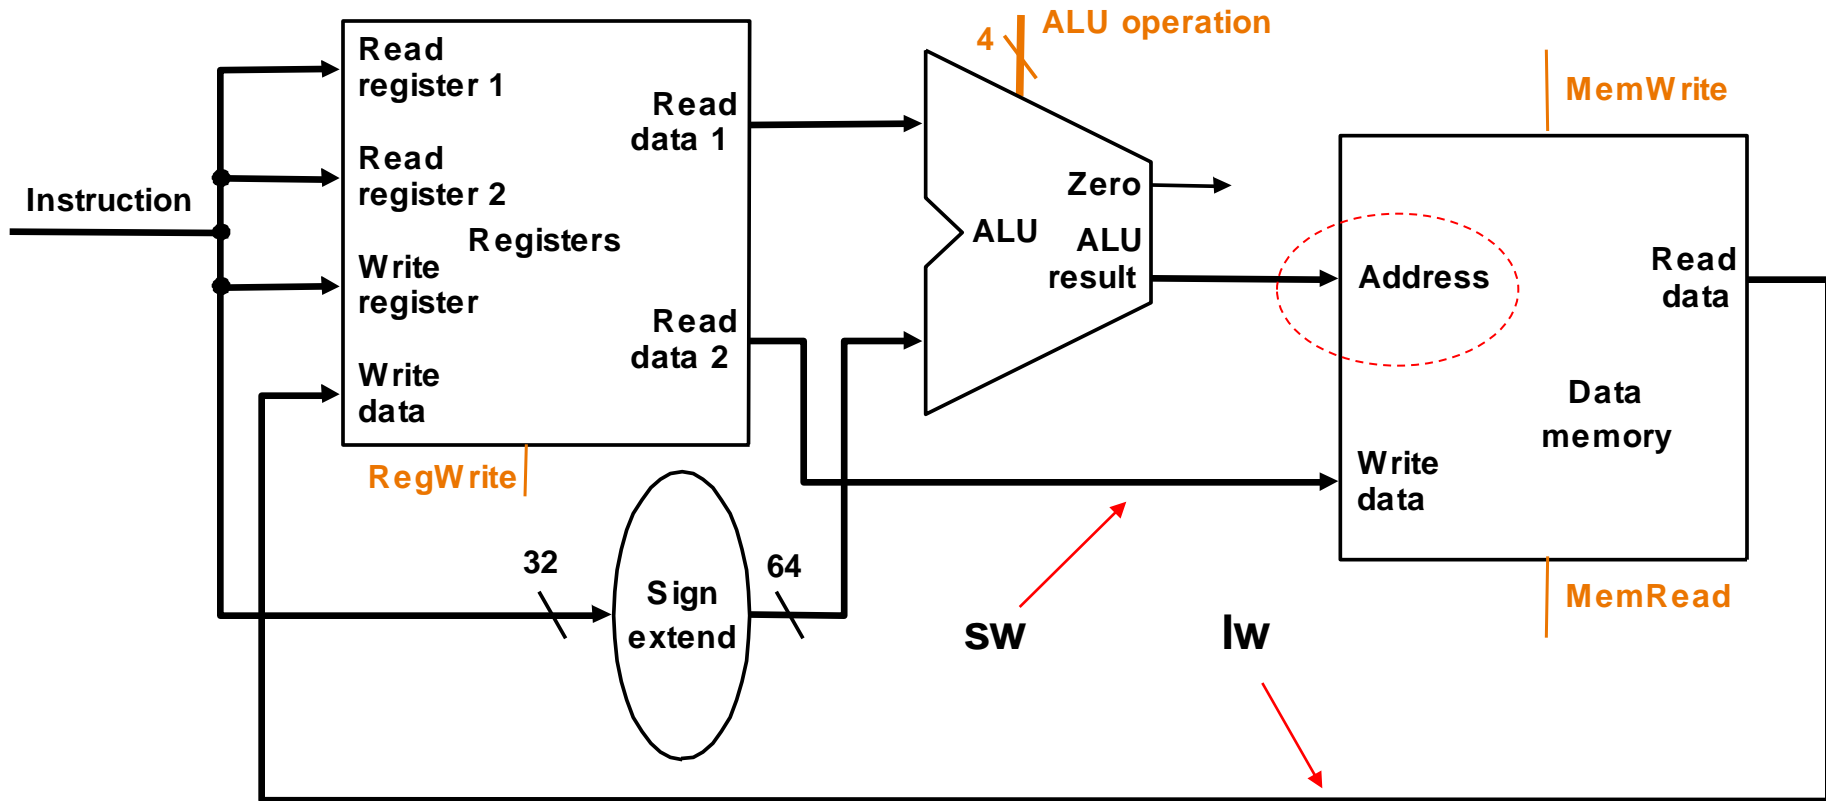 Instruction
Read
register 1
Read
register 2
Write
register
Write
data
Registers
Read
data 1
Read
data 2
RegWrite
32
Sign
extend
64
4
ALU operation
ALU
Zero
ALU
result
MemWrite
Address
Read
data
Data
memory
Write
data
MemRead
sw
lw